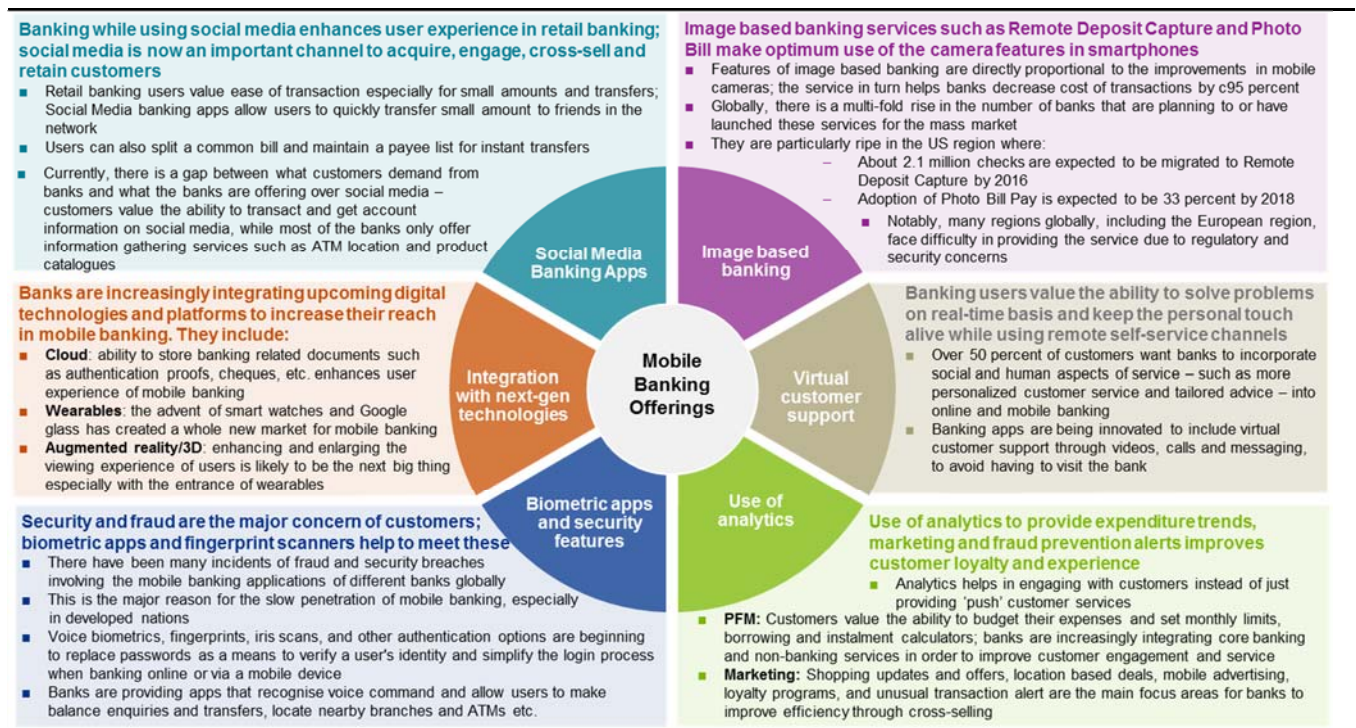 Banking while using social media enhances user experience in retail banking;
social media is now an important channel to acquire, engage, cross-sell and
retain customers
■ Retail banking users value ease of transaction especially for small amounts and transfers;
Social Media banking apps allow users to quickly transfer small amount to friends in the
network
■ Users can also split a common bill and maintain a payee list for instant transfers
■ Currently, there is a gap between what customers demand from
banks and what the banks are offering over social media –
customers value the ability to transact and get account
information on social media, while most of the banks only offer
information gathering services such as ATM location and product
catalogues
Image based banking services such as Remote Deposit Capture and Photo
Bill make optimum use of the camera features in smartphones
■ Features of image based banking are directly proportional to the improvements in mobile
cameras; the service in turn helps banks decrease cost of transactions by c95 percent
■ Globally, there is a multi-fold rise in the number of banks that are planning to or have
launched these services for the mass market
■ They are particularly ripe in the US region where:
– About 2.1 million checks are expected to be migrated to Remote
Deposit Capture by 2016
– Adoption of Photo Bill Pay is expected to be 33 percent by 2018
■ Notably, many regions globally, including the European region,
face difficulty in providing the service due to regulatory and
security concerns
Social Media
Banking Apps
Image based
banking
Banks are increasingly integrating upcoming digital
technologies and platforms to increase their reach
in mobile banking. They include:
■ Cloud: ability to store banking related documents such
as authentication proofs, cheques, etc. enhances user
experience of mobile banking
■ Wearables: the advent of smart watches and Google
glass has created a whole new market for mobile banking
■ Augmented reality/3D: enhancing and enlarging the
viewing experience of users is likely to be the next big thing
especially with the entrance of wearables
Integration
with next-gen
technologies
Mobile
Banking
Offerings
Virtual
customer
support
Banking users value the ability to solve problems
on real-time basis and keep the personal touch
alive while using remote self-service channels
■ Over 50 percent of customers want banks to incorporate
social and human aspects of service – such as more
personalized customer service and tailored advice – into
online and mobile banking
■ Banking apps are being innovated to include virtual
customer support through videos, calls and messaging,
to avoid having to visit the bank
Biometric apps
and security
features
Use of
analytics
Security and fraud are the major concern of customers;
biometric apps and fingerprint scanners help to meet these
■ There have been many incidents of fraud and security breaches
involving the mobile banking applications of different banks globally
■ This is the major reason for the slow penetration of mobile banking, especially
in developed nations
■ Voice biometrics, fingerprints, iris scans, and other authentication options are beginning
to replace passwords as a means to verify a user's identity and simplify the login process
when banking online or via a mobile device
■ Banks are providing apps that recognise voice command and allow users to make
balance enquiries and transfers, locate nearby branches and ATMs etc.
Use of analytics to provide expenditure trends,
marketing and fraud prevention alerts improves
customer loyalty and experience
■ Analytics helps in engaging with customers instead of just
providing 'push' customer services
■ PFM: Customers value the ability to budget their expenses and set monthly limits,
borrowing and instalment calculators; banks are increasingly integrating core banking
and non-banking services in order to improve customer engagement and service
■ Marketing: Shopping updates and offers, location based deals, mobile advertising,
loyalty programs, and unusual transaction alert are the main focus areas for banks to
improve efficiency through cross-selling